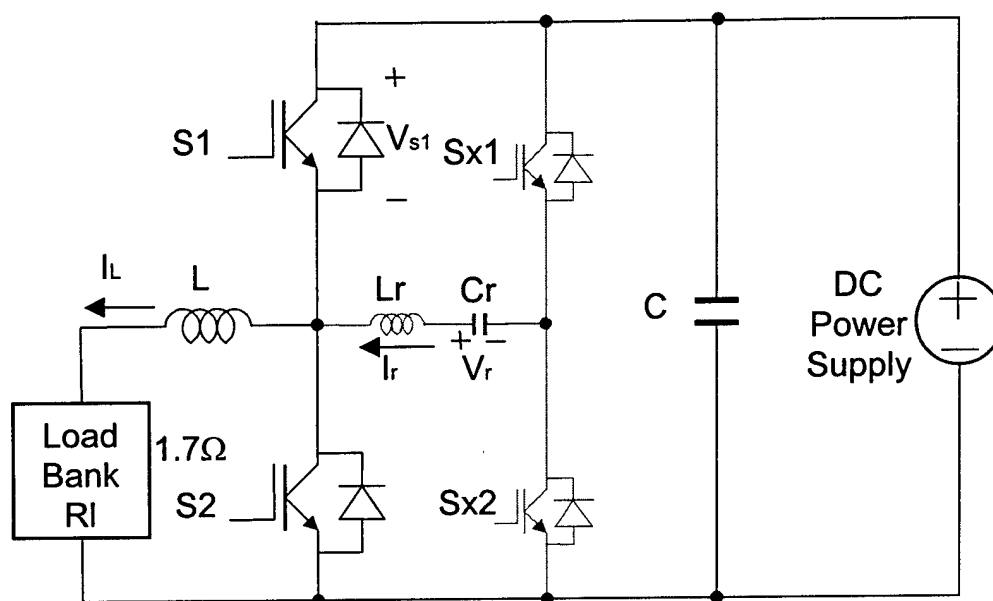 +
S1
Vs1
−
Sx1
IL
L
Lr
Cr
Ir
+
−
Vr
C
DC
Power
Supply
+
−
Load
Bank
Rl
1.7Ω
S2
Sx2